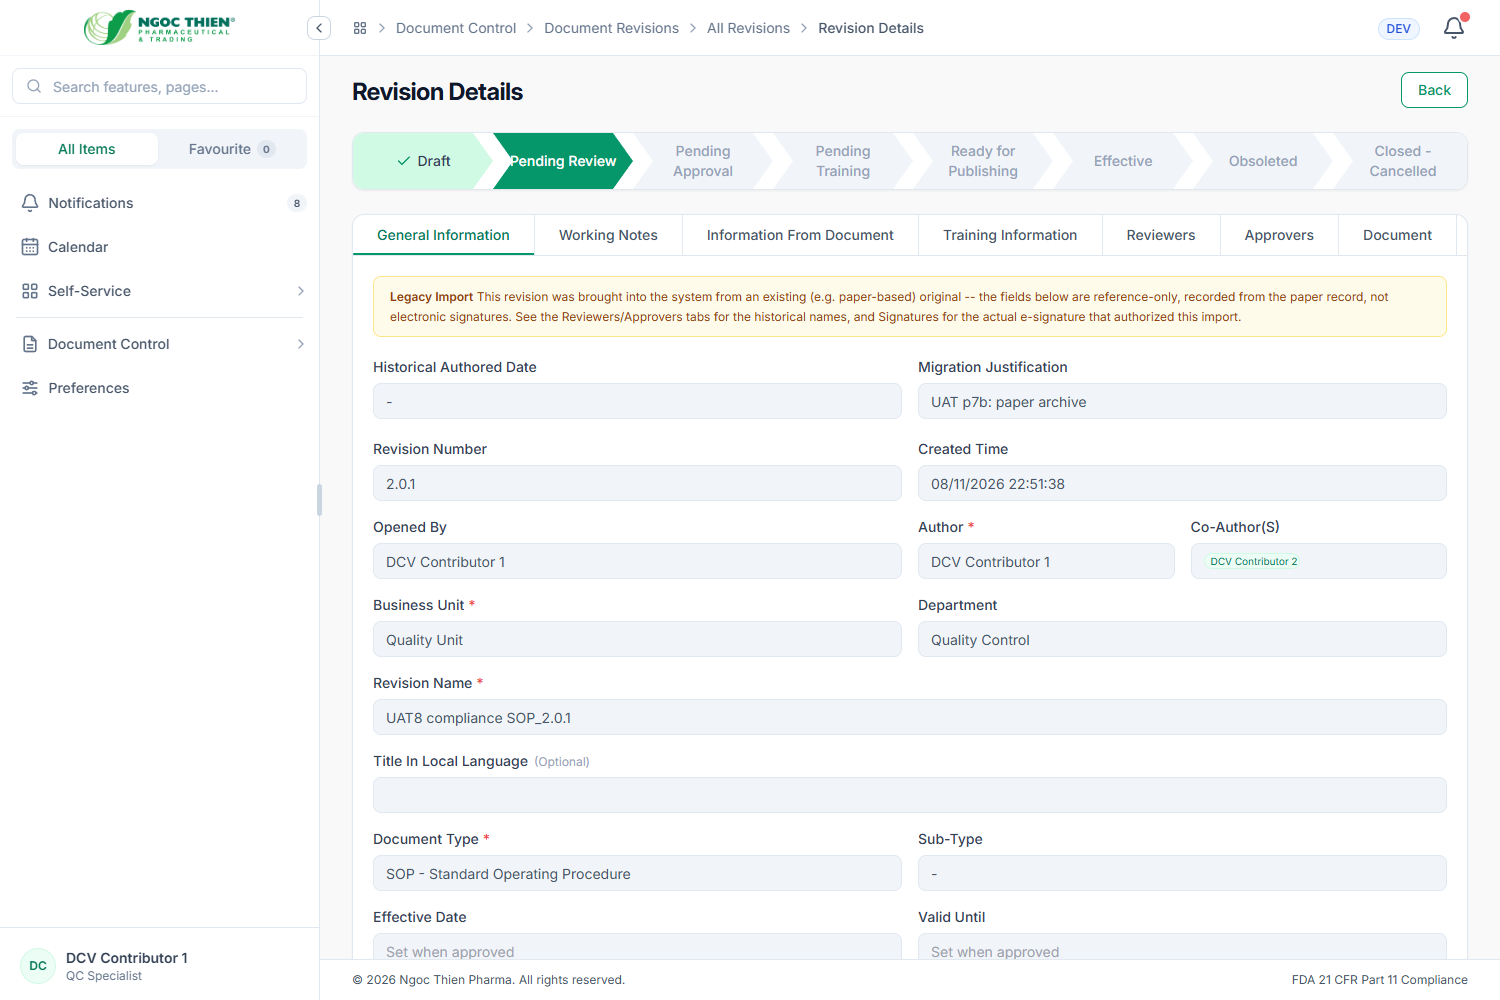 NGOC THIEN®
PHARMACEUTICAL
& TRADING
Search features, pages...
All Items
Favourite 0
Notifications 8
Calendar
Self-Service
Document Control
Preferences
DC
DCV Contributor 1
QC Specialist
Document Control
Document Revisions
All Revisions
Revision Details
DEV
Revision Details
Back
Draft
Pending Review
Pending
Approval
Pending
Training
Ready for
Publishing
Effective
Obsoleted
Closed -
Cancelled
General Information
Working Notes
Information From Document
Training Information
Reviewers
Approvers
Document
Legacy Import This revision was brought into the system from an existing (e.g. paper-based) original -- the fields below are reference-only, recorded from the paper record, not
electronic signatures. See the Reviewers/Approvers tabs for the historical names, and Signatures for the actual e-signature that authorized this import.
Historical Authored Date
-
Migration Justification
UAT p7b: paper archive
Revision Number
2.0.1
Created Time
08/11/2026 22:51:38
Opened By
DCV Contributor 1
Author *
DCV Contributor 1
Co-Author(S)
DCV Contributor 2
Business Unit *
Quality Unit
Department
Quality Control
Revision Name *
UAT8 compliance SOP_2.0.1
Title In Local Language (Optional)
Document Type *
SOP - Standard Operating Procedure
Sub-Type
-
Effective Date
Set when approved
Valid Until
Set when approved
© 2026 Ngoc Thien Pharma. All rights reserved.
FDA 21 CFR Part 11 Compliance